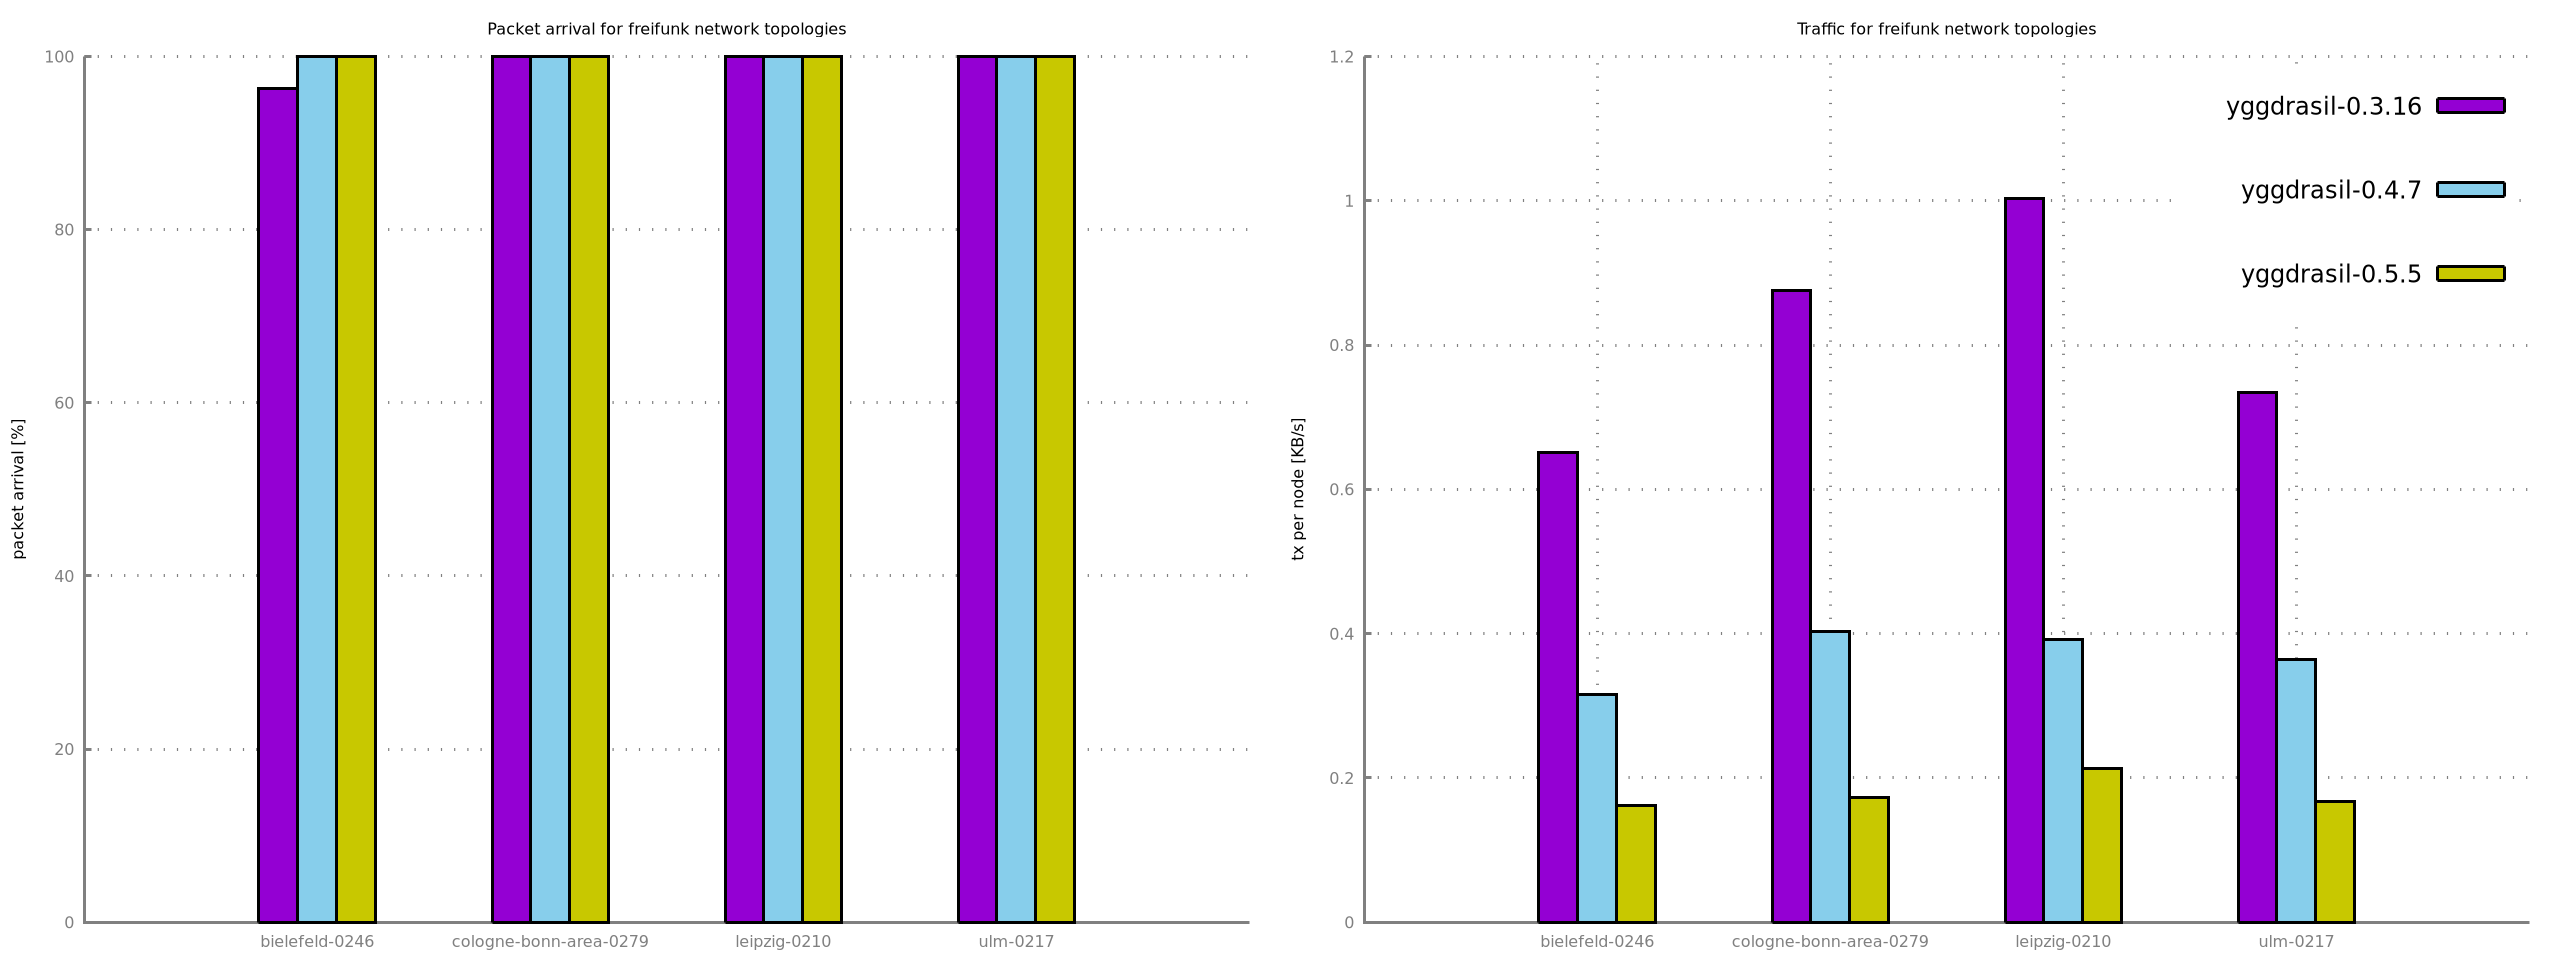 Packet arrival for freifunk network topologies
100
80
60
40
20
0
packet arrival [%]
bielefeld-0246
cologne-bonn-area-0279
leipzig-0210
ulm-0217
Traffic for freifunk network topologies
1.2
1
0.8
0.6
0.4
0.2
0
tx per node [KB/s]
yggdrasil-0.3.16
yggdrasil-0.4.7
yggdrasil-0.5.5
bielefeld-0246
cologne-bonn-area-0279
leipzig-0210
ulm-0217